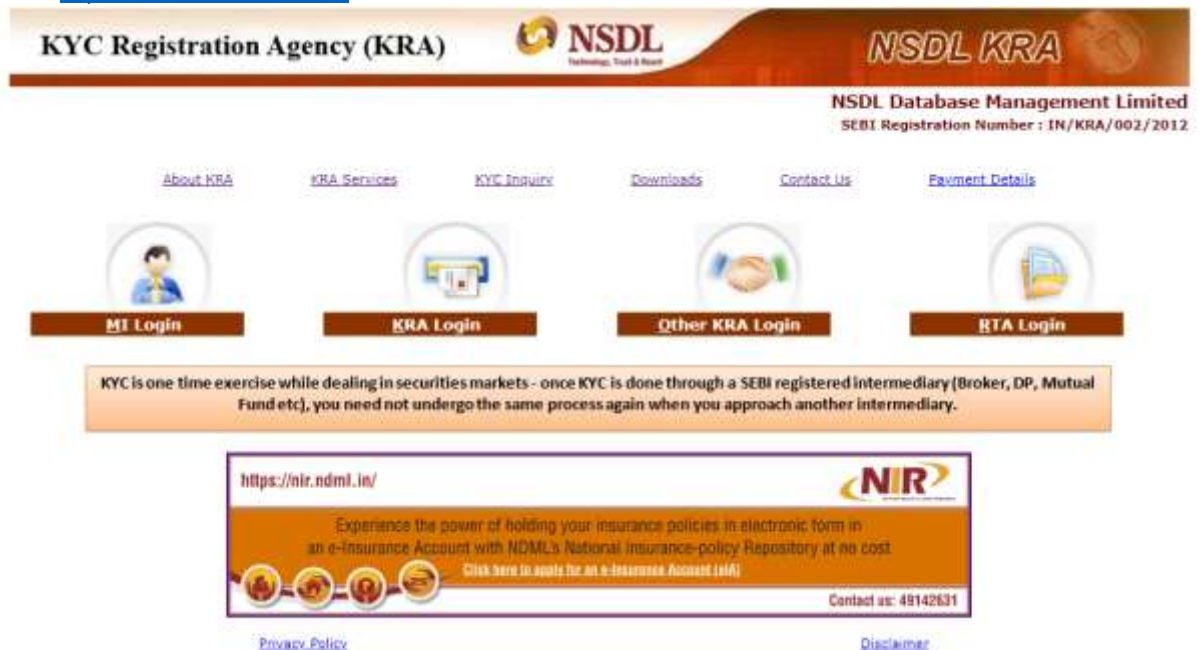 KYC Registration Agency (KRA)
NSDL
Technology, Trust & Reach
NSDL KRA
NSDL Database Management Limited
SEBI Registration Number : IN/KRA/002/2012
About KRA
KRA Services
KYC Inquiry
Downloads
Contact Us
Payment Details
MI Login
KRA Login
Other KRA Login
RTA Login
KYC is one time exercise while dealing in securities markets - once KYC is done through a SEBI registered intermediary (Broker, DP, Mutual
Fund etc), you need not undergo the same process again when you approach another intermediary.
https://nir.ndml.in/
NIR
Experience the power of holding your insurance policies in electronic form in
an e-Insurance Account with NDML's National Insurance-policy Repository at no cost
Click here to apply for an e-Insurance Account (eIA)
Contact us: 49142631
Privacy Policy
Disclaimer